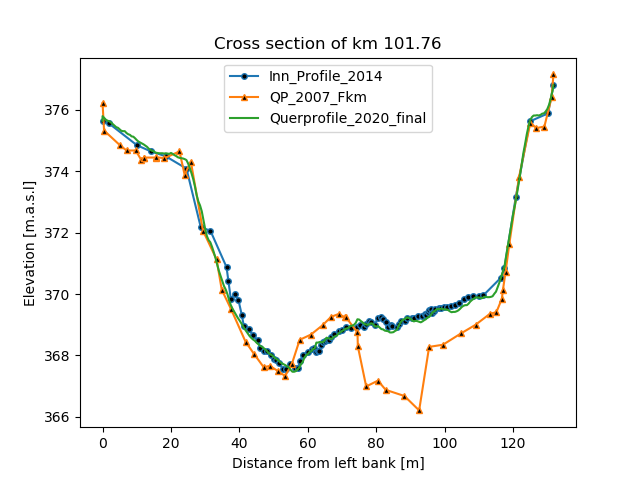 Cross section of km 101.76
Inn_Profile_2014
QP_2007_Fkm
Querprofile_2020_final
376
374
372
370
368
366
Elevation [m.a.s.l]
0 20 40 60 80 100 120
Distance from left bank [m]